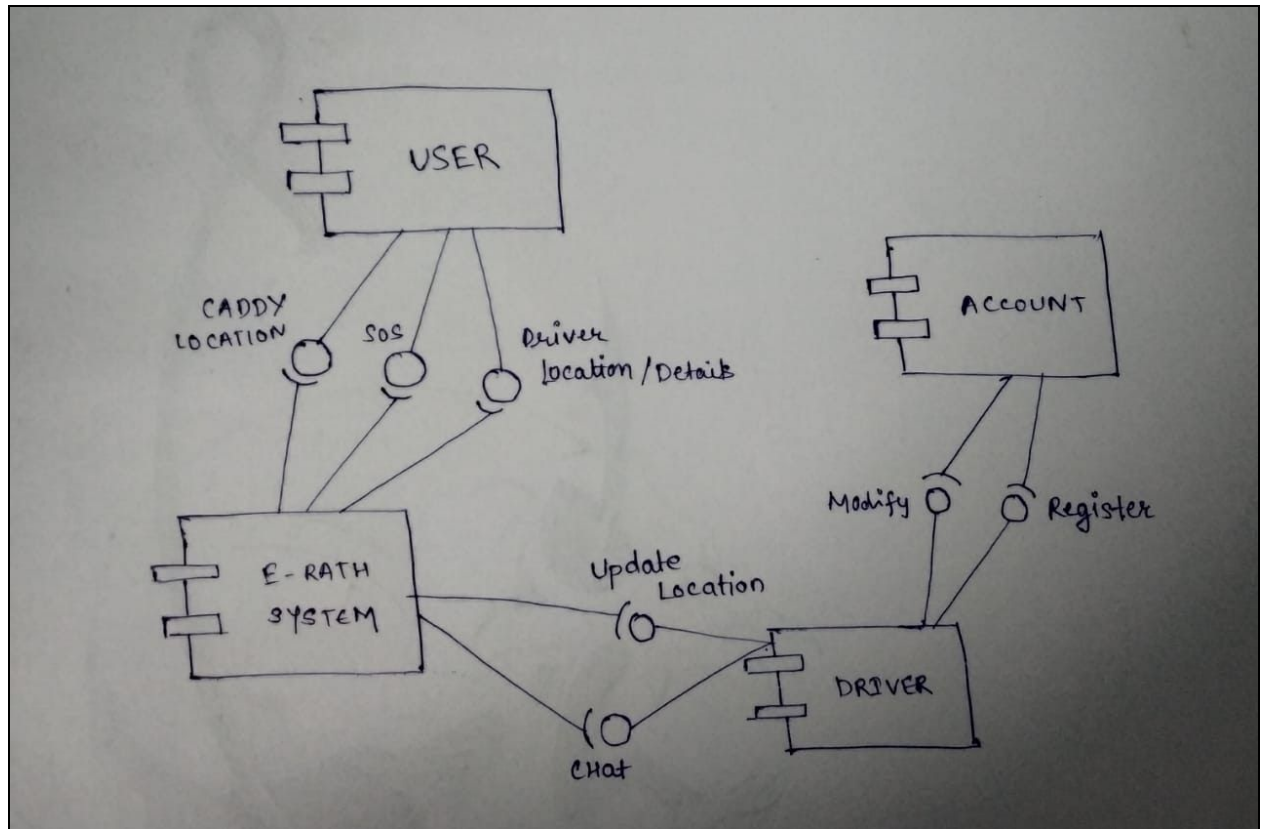 USER
CADDY
LOCATION
SOS
Driver
Location/Details
ACCOUNT
Modify
Register
E-RATH
SYSTEM
Update
Location
DRIVER
CHat